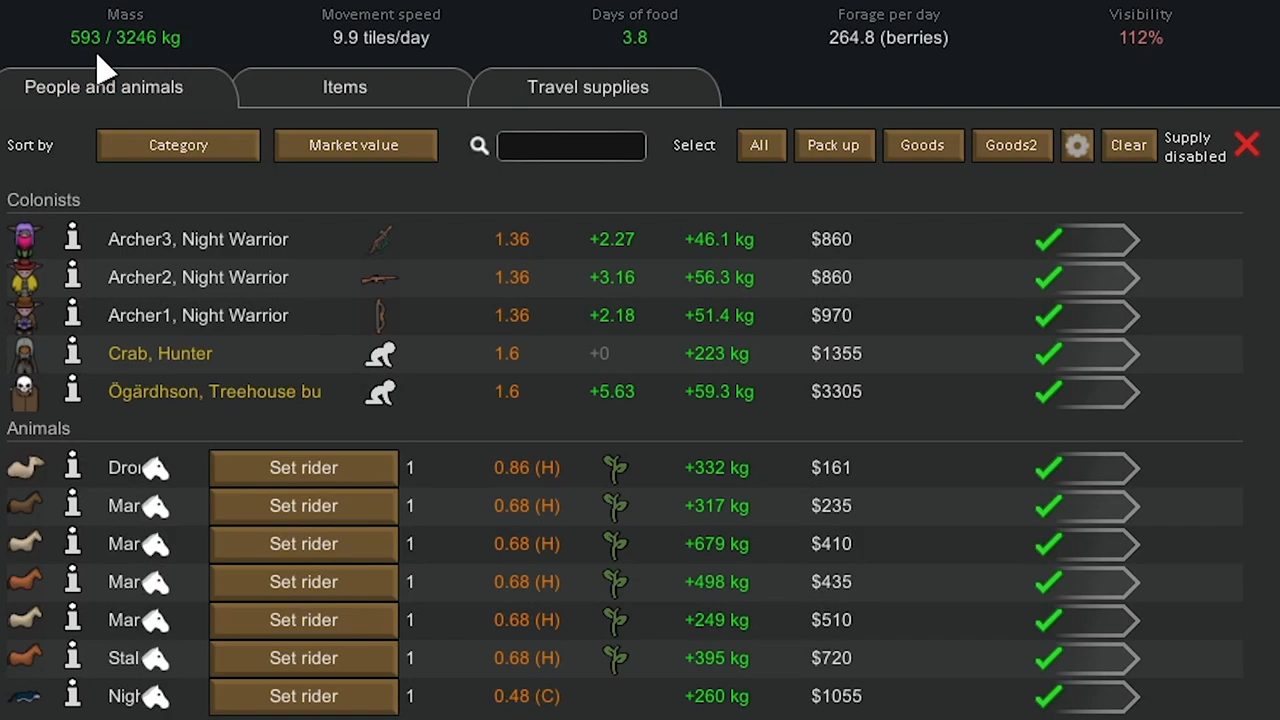 Mass Movement speed Days of food Forage per day Visibility
593 / 3246 kg 9.9 tiles/day 3.8 264.8 (berries) 112%
People and animals Items Travel supplies
Sort by Category Market value Select All Pack up Goods Goods2 Clear Supply disabled
Colonists
Archer3, Night Warrior 1.36 +2.27 +46.1 kg $860
Archer2, Night Warrior 1.36 +3.16 +56.3 kg $860
Archer1, Night Warrior 1.36 +2.18 +51.4 kg $970
Crab, Hunter 1.6 +0 +223 kg $1355
Ögärdhson, Treehouse bu 1.6 +5.63 +59.3 kg $3305
Animals
Dro Set rider 1 0.86 (H) +332 kg $161
Mar Set rider 1 0.68 (H) +317 kg $235
Mar Set rider 1 0.68 (H) +679 kg $410
Mar Set rider 1 0.68 (H) +498 kg $435
Mar Set rider 1 0.68 (H) +249 kg $510
Stal Set rider 1 0.68 (H) +395 kg $720
Nigh Set rider 1 0.48 (C) +260 kg $1055